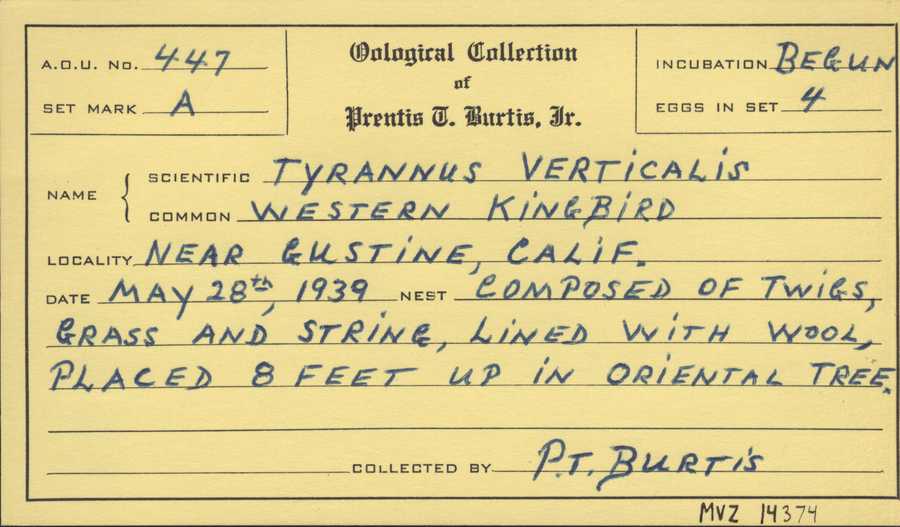 A.O.U. No. 447
SET MARK A
Oological Collection
of
Prentis T. Burtis, Jr.
INCUBATION BEGUN
EGGS IN SET 4
NAME
SCIENTIFIC TYRANNUS VERTICALIS
COMMON WESTERN KINGBIRD
LOCALITY NEAR GUSTINE, CALIF.
DATE MAY 28th, 1939 NEST COMPOSED OF TWIGS,
GRASS AND STRING, LINED WITH WOOL,
PLACED 8 FEET UP IN ORIENTAL TREE.
COLLECTED BY P.T. BURTIS
MVZ 14374